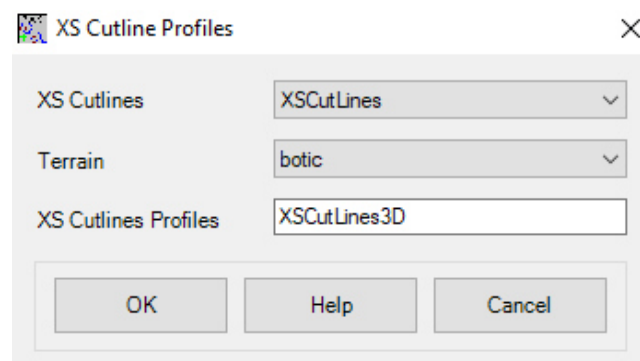 XS Cutline Profiles
XS Cutlines XSCutLines
Terrain botic
XS Cutlines Profiles XSCutLines3D
OK Help Cancel